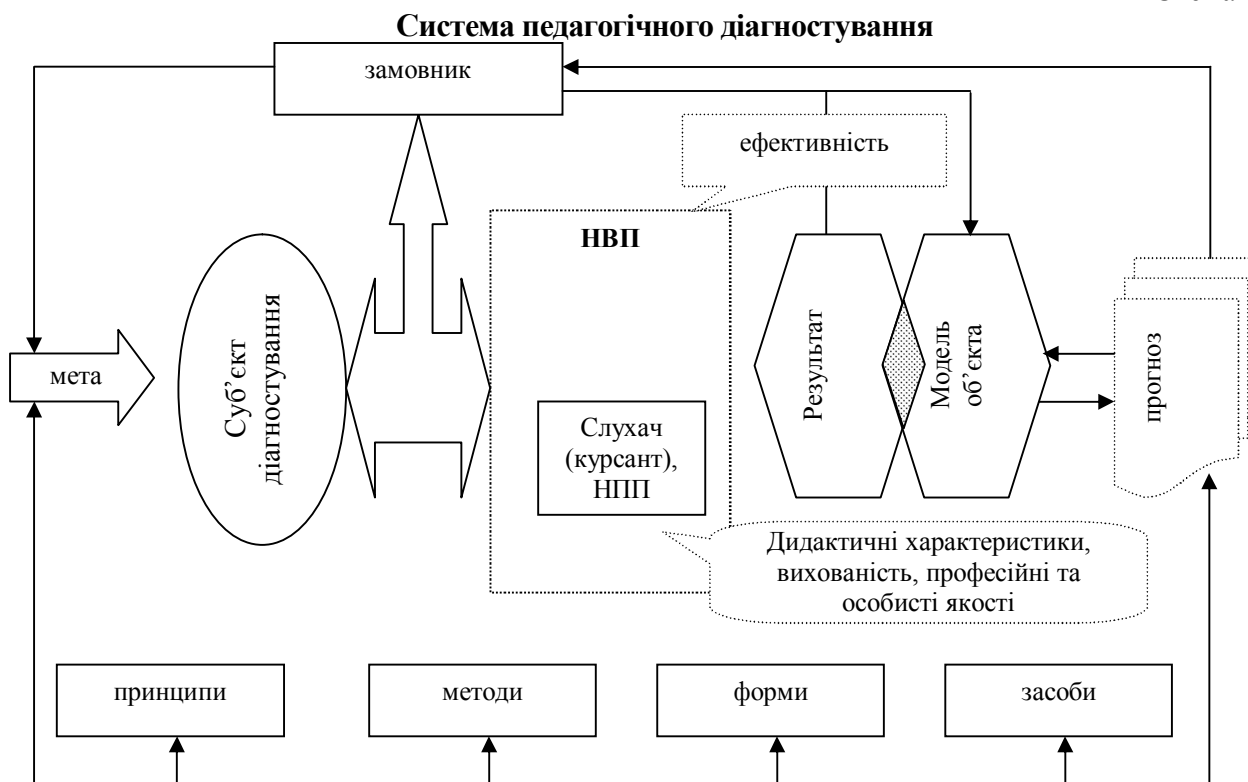 Система педагогічного діагностування
замовник
ефективність
НВП
мета
Суб’єкт
діагностування
Слухач
(курсант),
НПП
Результат
Модель
об’єкта
прогноз
Дидактичні характеристики,
вихованість, професійні та
особисті якості
принципи
методи
форми
засоби